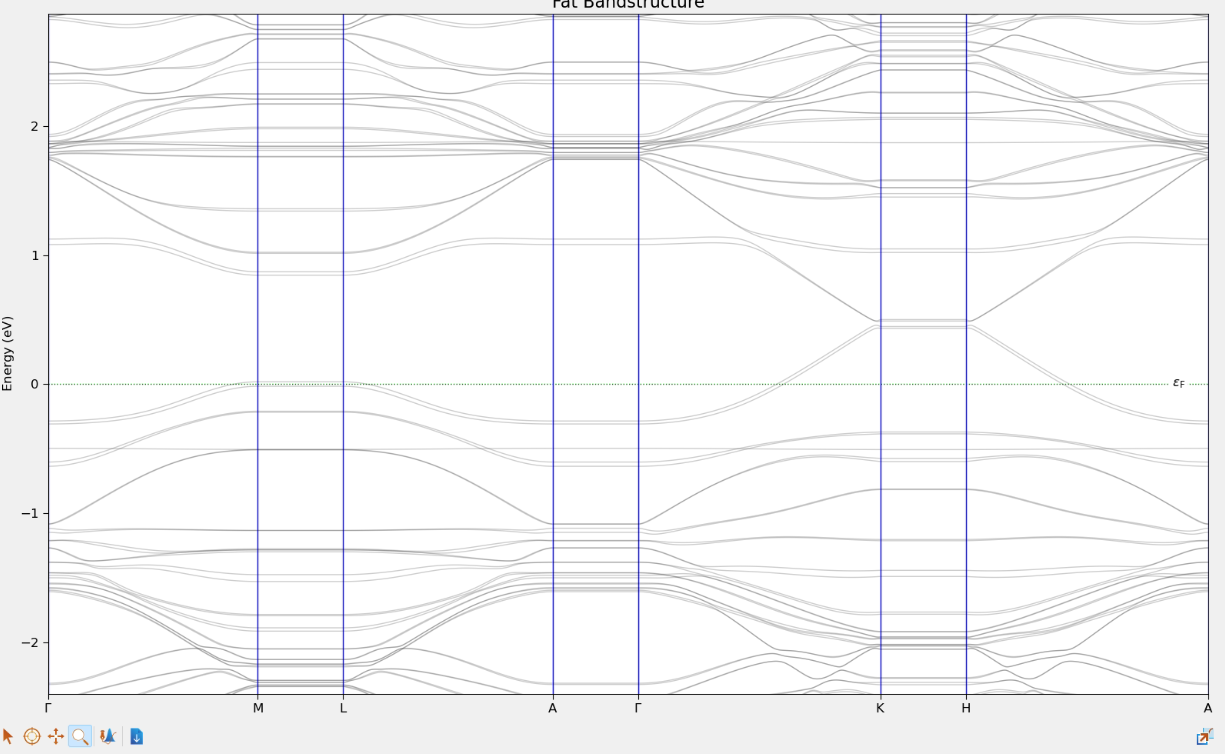 Fat Bandstructure
Energy (eV)
2
1
0
−1
−2
εF
Γ M L A Γ K H A